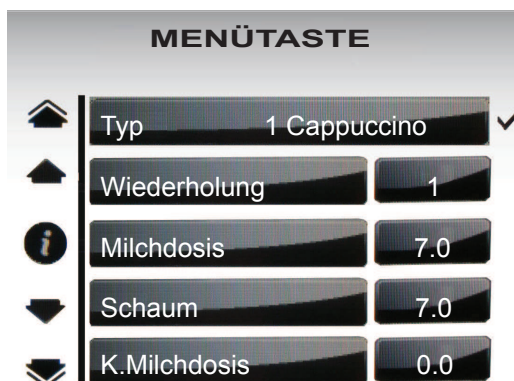 MENÜTASTE
Typ 1 Cappuccino
Wiederholung 1
Milchdosis 7.0
Schaum 7.0
K.Milchdosis 0.0